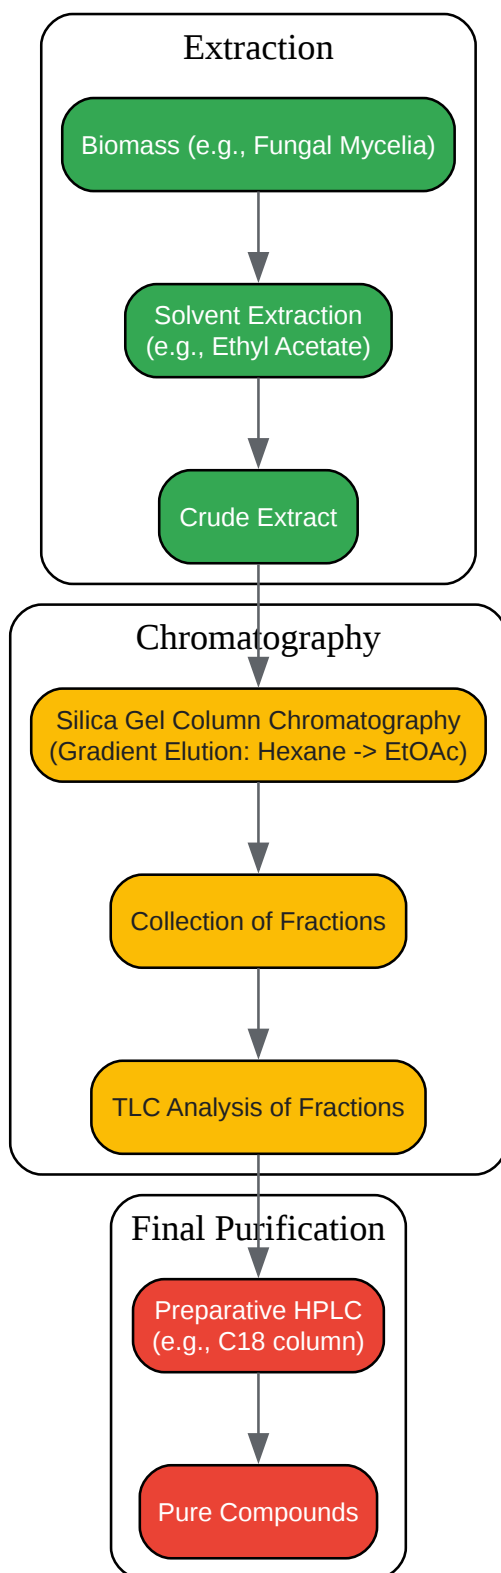 Extraction
Biomass (e.g., Fungal Mycelia)
Solvent Extraction
(e.g., Ethyl Acetate)
Crude Extract
Chromatography
Silica Gel Column Chromatography
(Gradient Elution: Hexane -> EtOAc)
Collection of Fractions
TLC Analysis of Fractions
Final Purification
Preparative HPLC
(e.g., C18 column)
Pure Compounds